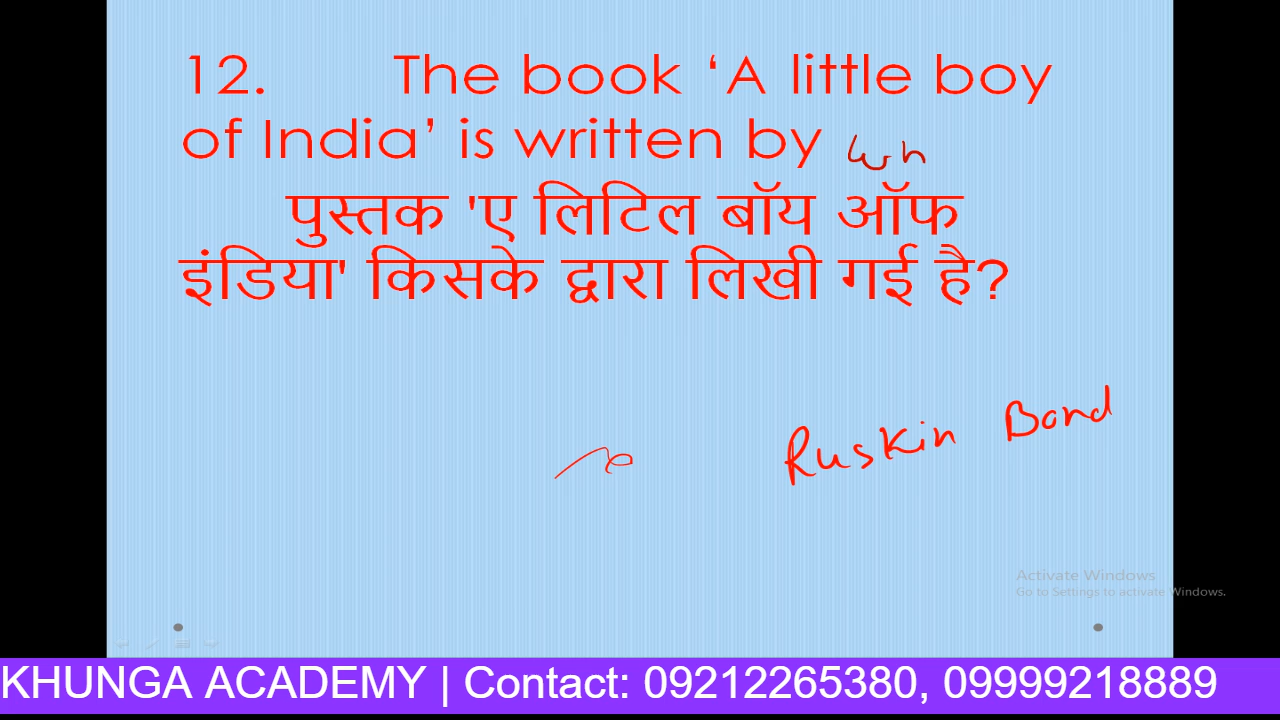 12. The book ‘A little boy
of India’ is written by wh
पुस्तक 'ए लिटिल बॉय ऑफ
इंडिया' किसके द्वारा लिखी गई है?
Ruskin Bond
Activate Windows
Go to Settings to activate Windows.
KHUNGA ACADEMY | Contact: 09212265380, 09999218889